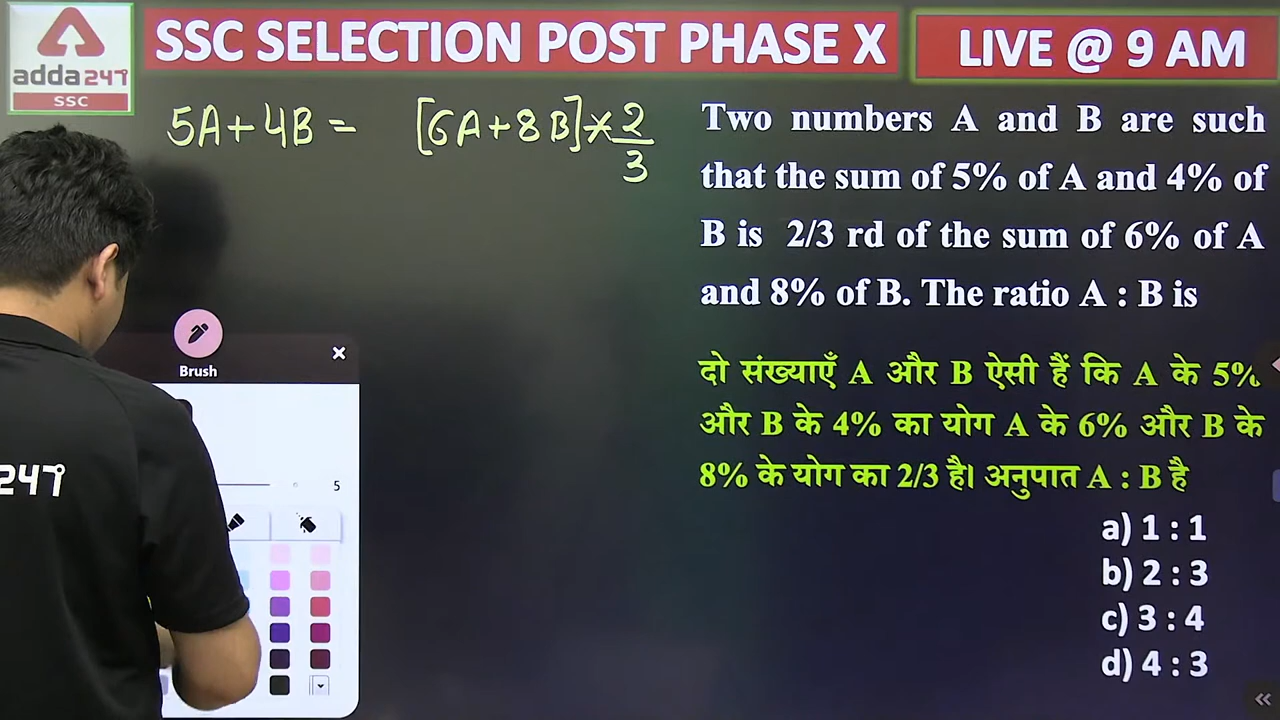 adda247
SSC
SSC SELECTION POST PHASE X
LIVE @ 9 AM
5A+4B = [6A+8B]×2/3
Two numbers A and B are such
that the sum of 5% of A and 4% of
B is 2/3 rd of the sum of 6% of A
and 8% of B. The ratio A : B is
दो संख्याएँ A और B ऐसी हैं कि A के 5%
और B के 4% का योग A के 6% और B के
8% के योग का 2/3 है। अनुपात A : B है
a) 1 : 1
b) 2 : 3
c) 3 : 4
d) 4 : 3
Brush
5
247